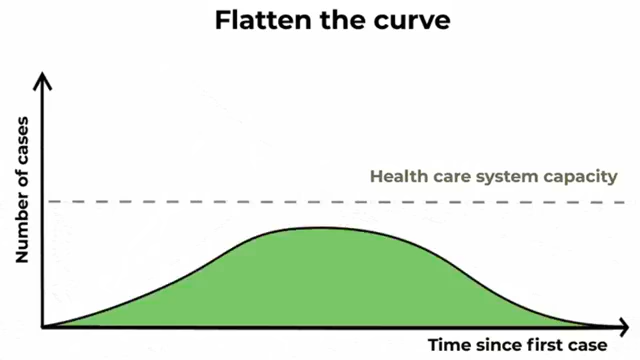 Flatten the curve
Number of cases
Health care system capacity
Time since first case